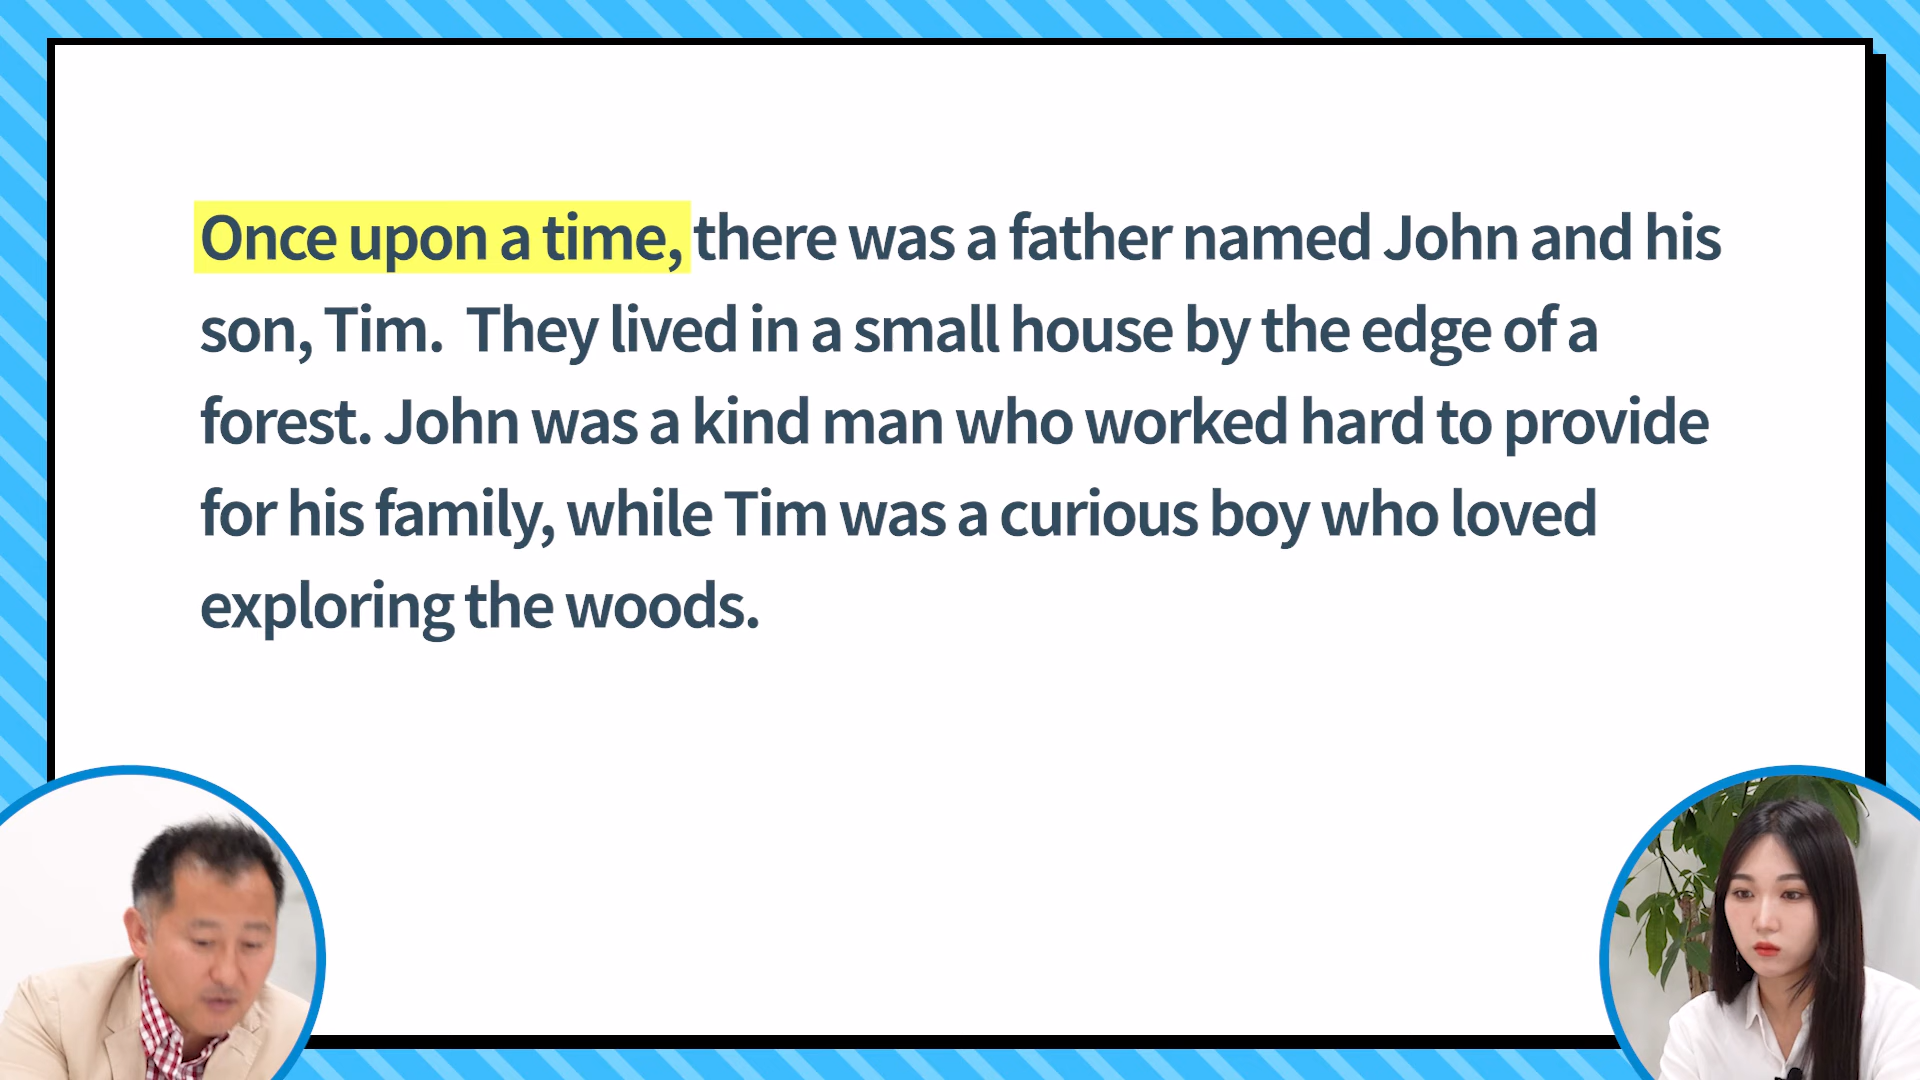 Once upon a time, there was a father named John and his
son, Tim.  They lived in a small house by the edge of a
forest. John was a kind man who worked hard to provide
for his family, while Tim was a curious boy who loved
exploring the woods.